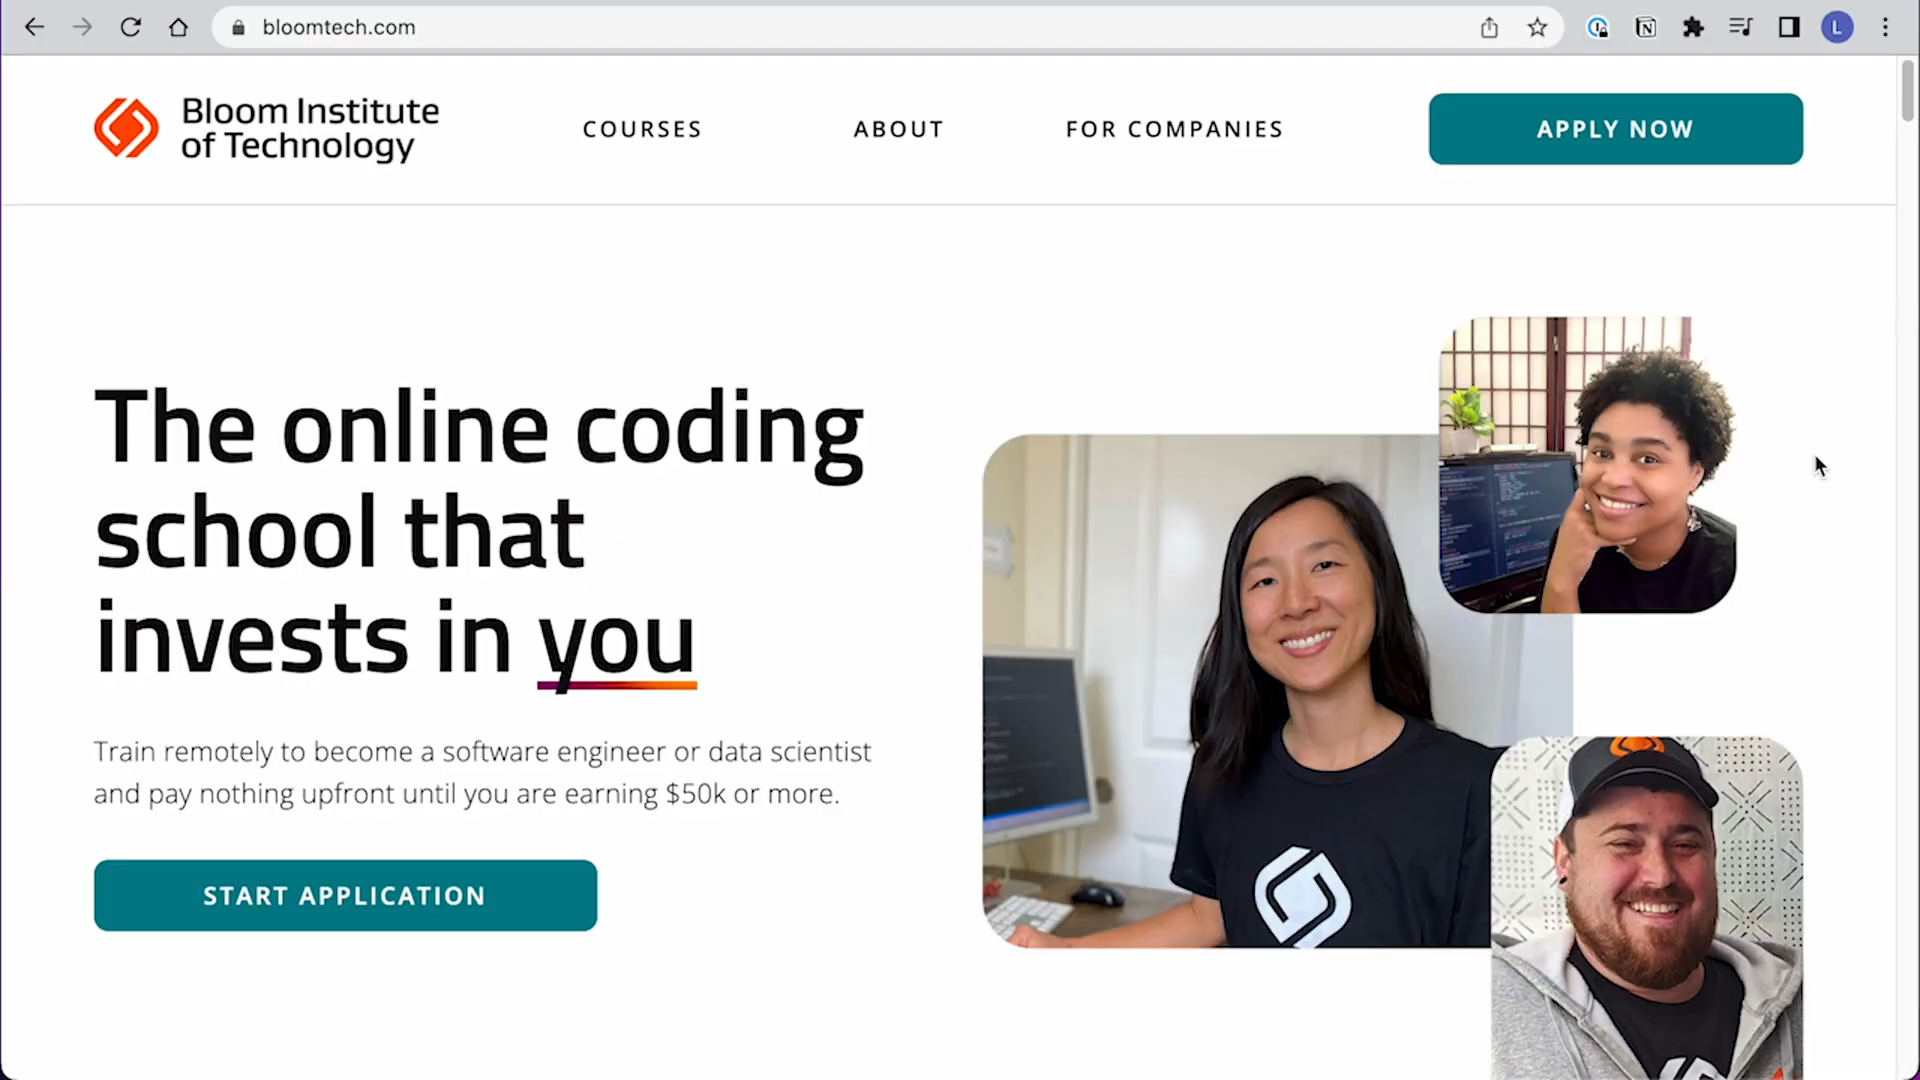 bloomtech.com
L
Bloom Institute
of Technology
COURSES
ABOUT
FOR COMPANIES
APPLY NOW
The online coding
school that
invests in you
Train remotely to become a software engineer or data scientist
and pay nothing upfront until you are earning $50k or more.
START APPLICATION